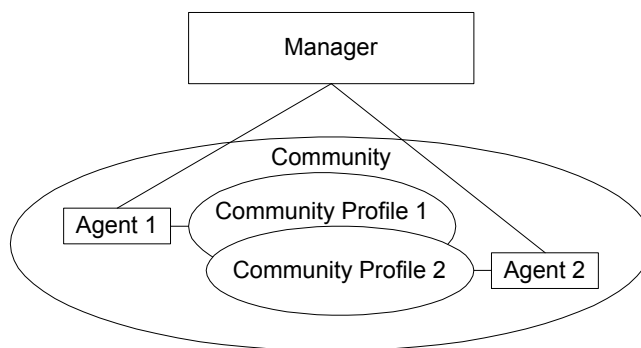 Manager
Community
Community Profile 1
Agent 1
Community Profile 2
Agent 2